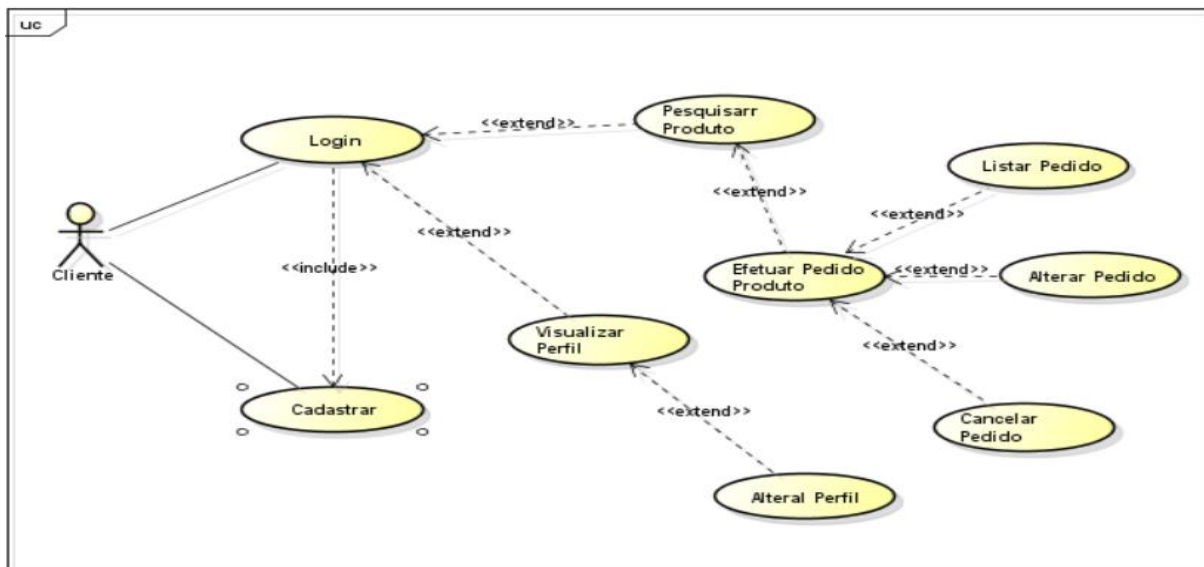 uc
Login
<<extend>>
Pesquisarr
Produto
<<extend>>
Listar Pedido
<<extend>>
Cliente
<<include>>
<<extend>>
Efetuar Pedido
Produto
<<extend>>
Alterar Pedido
Visualizar
Perfil
<<extend>>
Cadastrar
<<extend>>
Cancelar
Pedido
Alteral Perfil